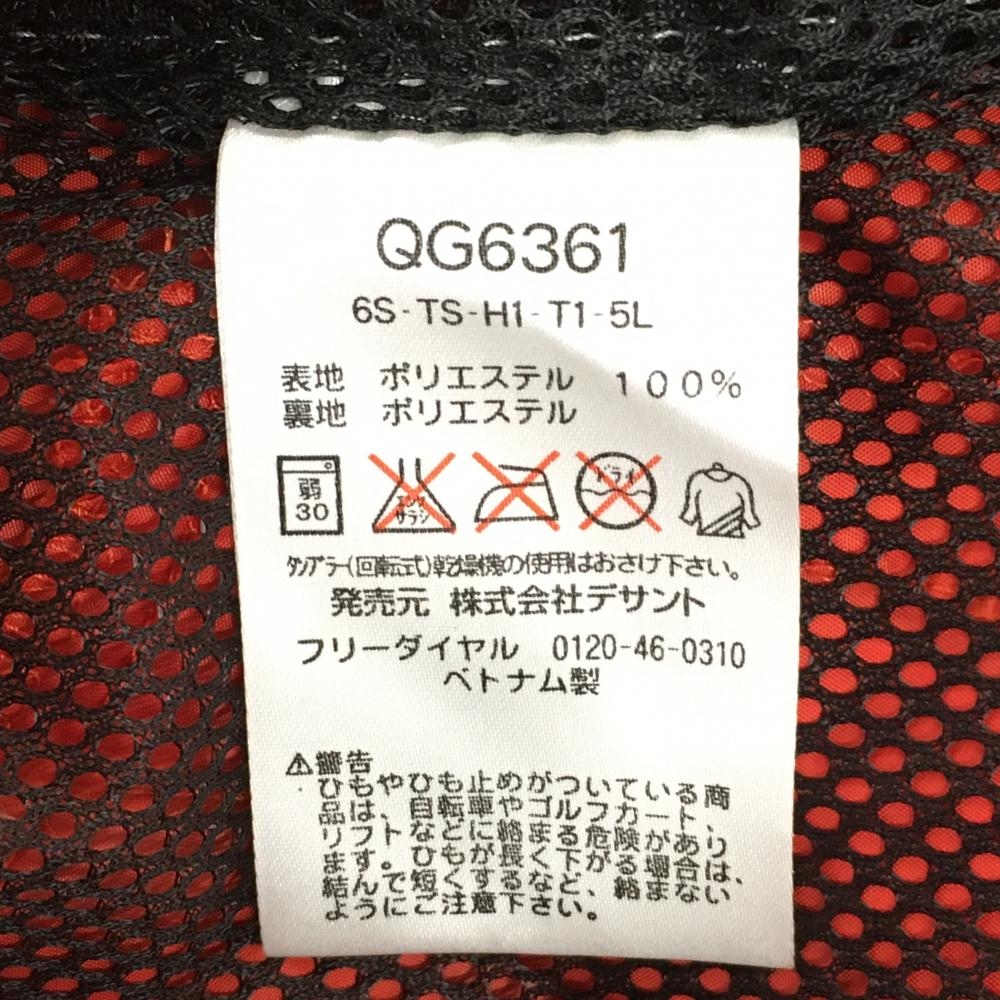 QG6361
6S-TS-H1-T1-5L
表地 ポリエステル 100%
裏地 ポリエステル
弱
30
エンソ
サラシ
ドライ
タンブラー(回転式)乾燥機の使用はおさけ下さい。
発売元 株式会社デサント
フリーダイヤル 0120-46-0310
ベトナム製
⚠警告
ひもや、ひも止めがついている商
品は、自転車やゴルフカート、
リフトなどに絡まる危険があり
ます。ひもが長く下がる場合は、
結んで短くするなど、絡まない
ようにご注意下さい。